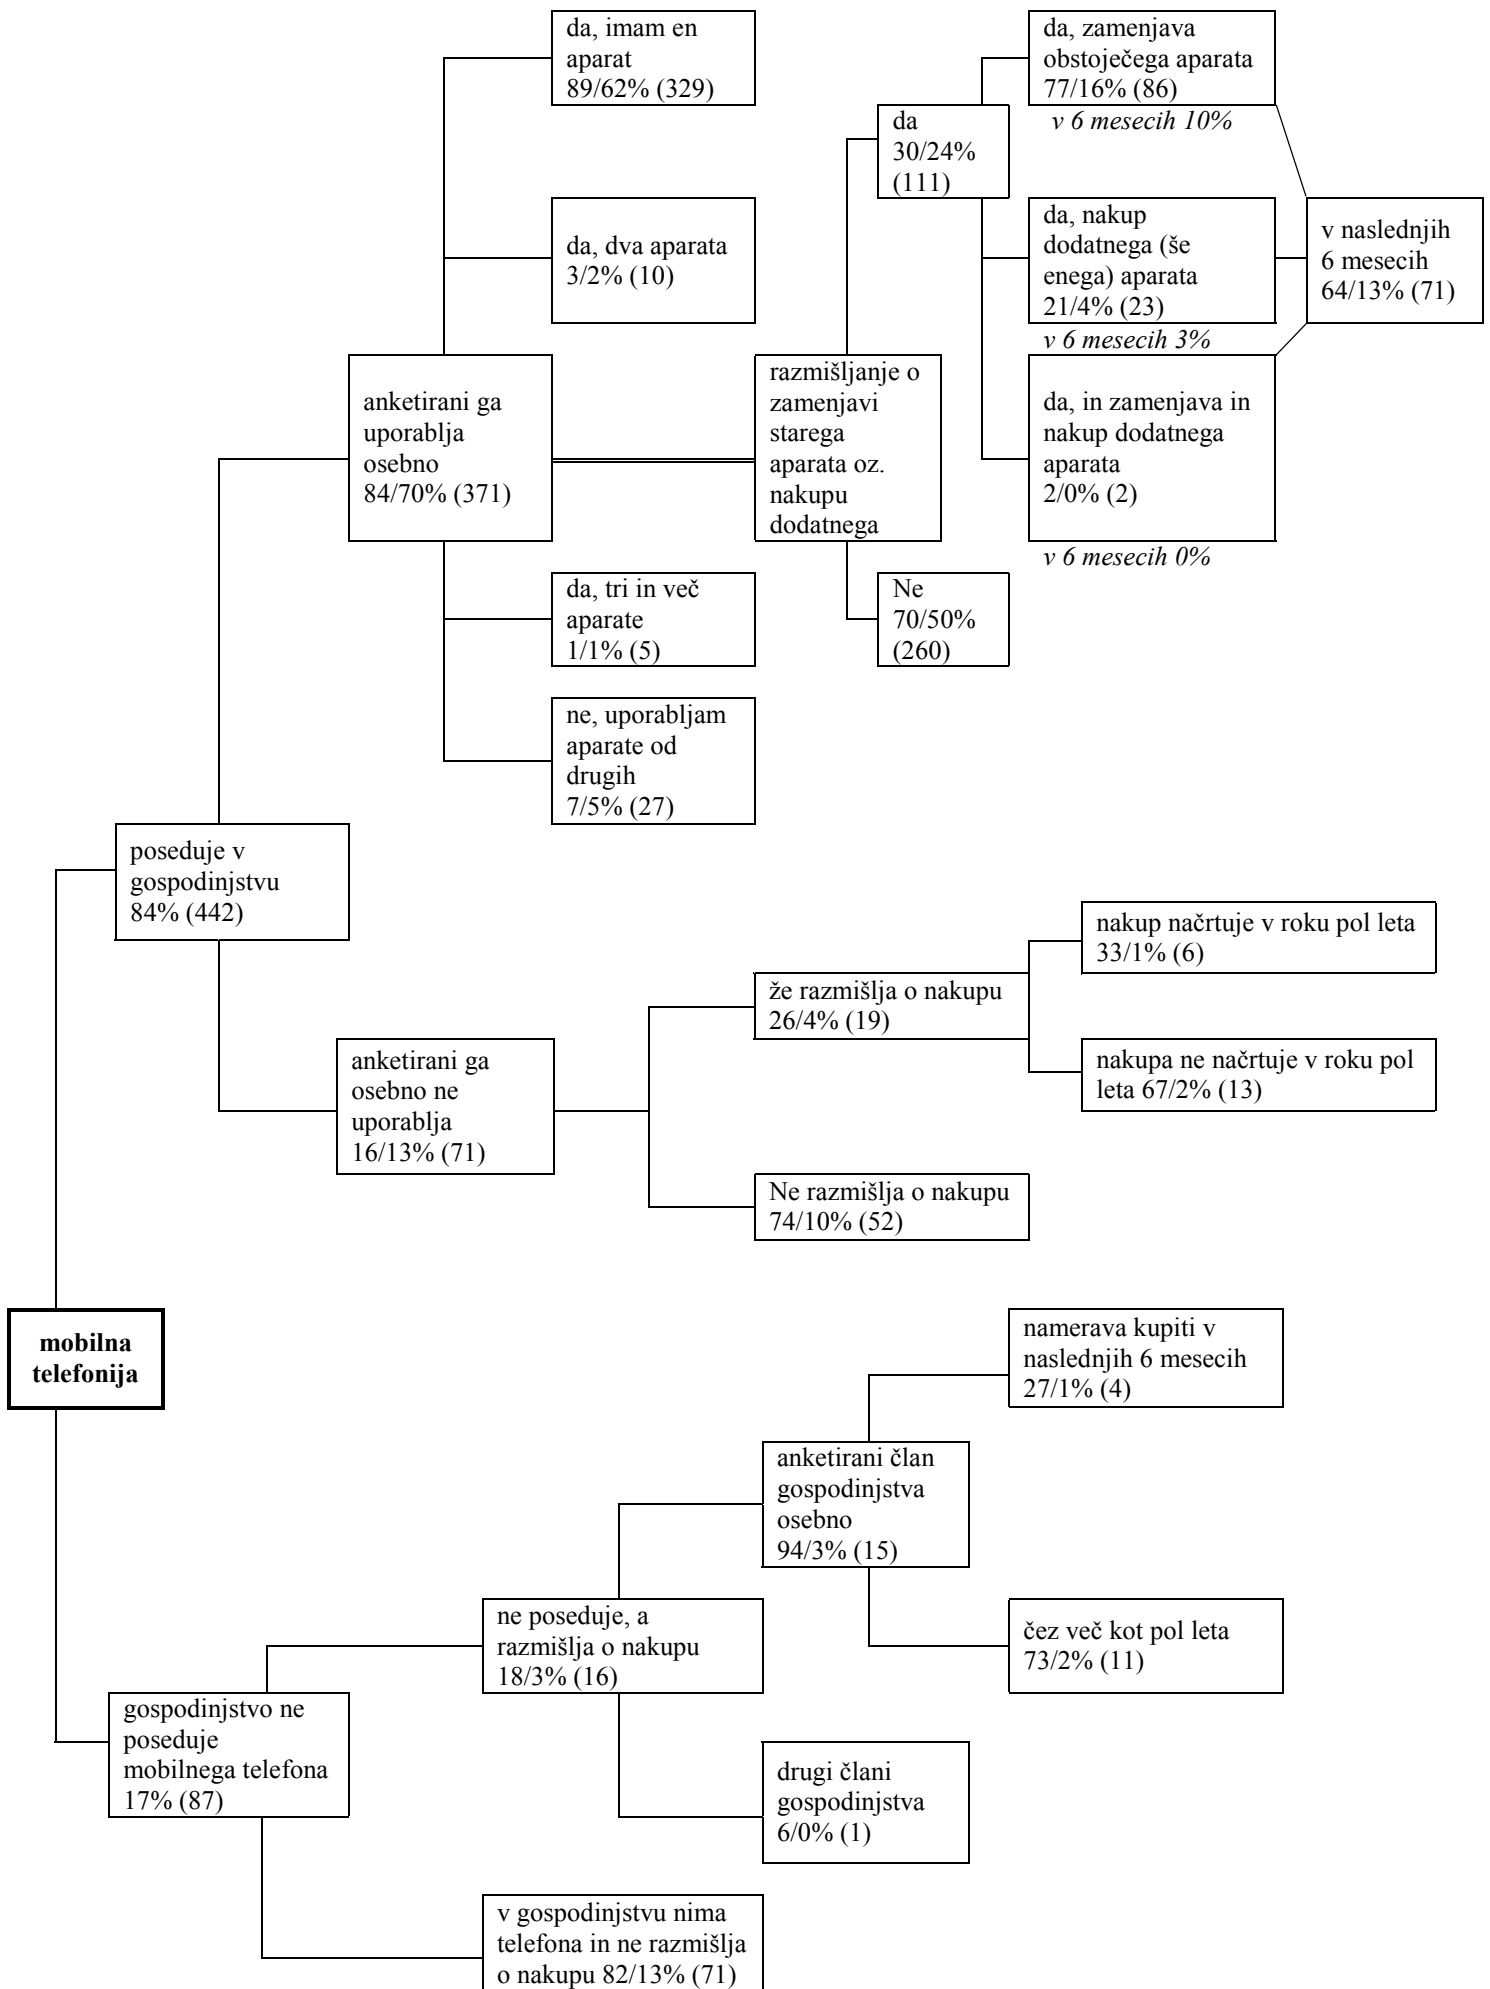 da, imam en
aparat
89/62% (329)
da, zamenjava
obstoječega aparata
77/16% (86)
v 6 mesecih 10%
da
30/24%
(111)
da, dva aparata
3/2% (10)
da, nakup
dodatnega (še
enega) aparata
21/4% (23)
v 6 mesecih 3%
v naslednjih
6 mesecih
64/13% (71)
anketirani ga
uporablja
osebno
84/70% (371)
razmišljanje o
zamenjavi
starega
aparata oz.
nakupu
dodatnega
da, in zamenjava in
nakup dodatnega
aparata
2/0% (2)
v 6 mesecih 0%
da, tri in več
aparate
1/1% (5)
Ne
70/50%
(260)
ne, uporabljam
aparate od
drugih
7/5% (27)
poseduje v
gospodinjstvu
84% (442)
nakup načrtuje v roku pol leta
33/1% (6)
že razmišlja o nakupu
26/4% (19)
anketirani ga
osebno ne
uporablja
16/13% (71)
nakupa ne načrtuje v roku pol
leta 67/2% (13)
Ne razmišlja o nakupu
74/10% (52)
mobilna
telefonija
namerava kupiti v
naslednjih 6 mesecih
27/1% (4)
anketirani član
gospodinjstva
osebno
94/3% (15)
ne poseduje, a
razmišlja o nakupu
18/3% (16)
čez več kot pol leta
73/2% (11)
gospodinjstvo ne
poseduje
mobilnega telefona
17% (87)
drugi člani
gospodinjstva
6/0% (1)
v gospodinjstvu nima
telefona in ne razmišlja
o nakupu 82/13% (71)